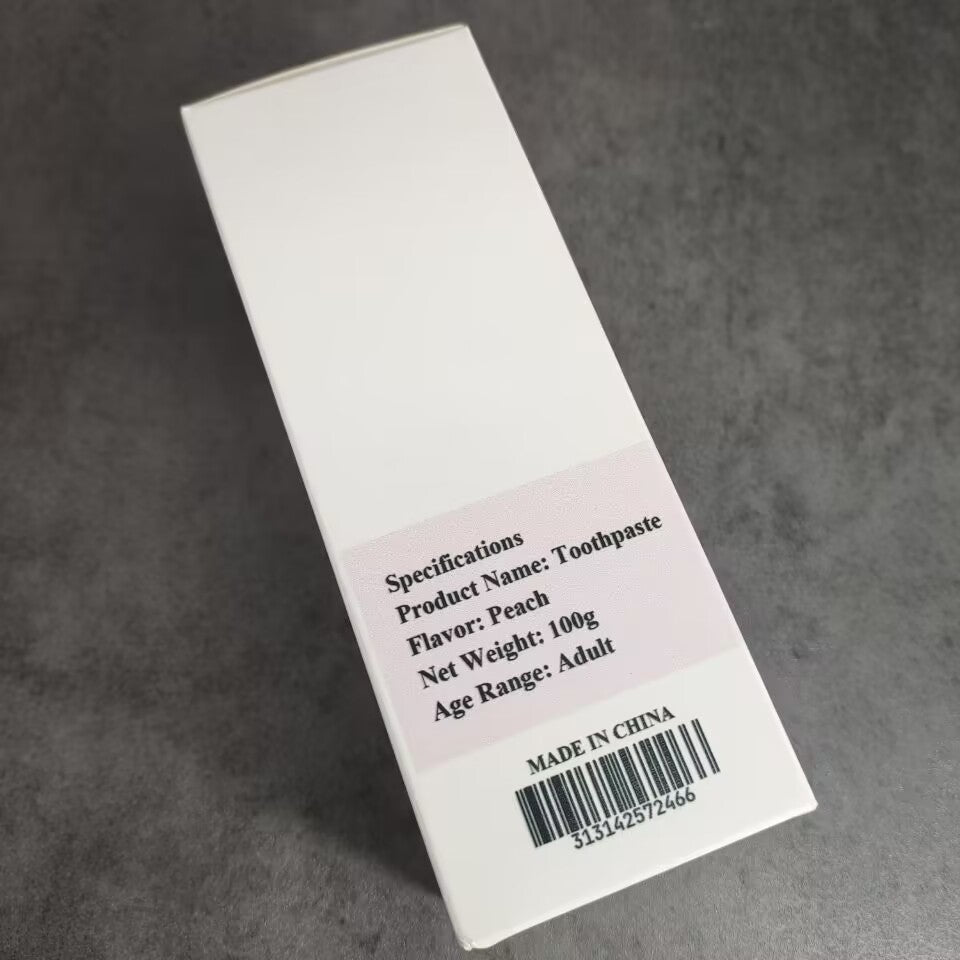 Specifications
Product Name: Toothpaste
Flavor: Peach
Net Weight: 100g
Age Range: Adult
MADE IN CHINA
313142572466